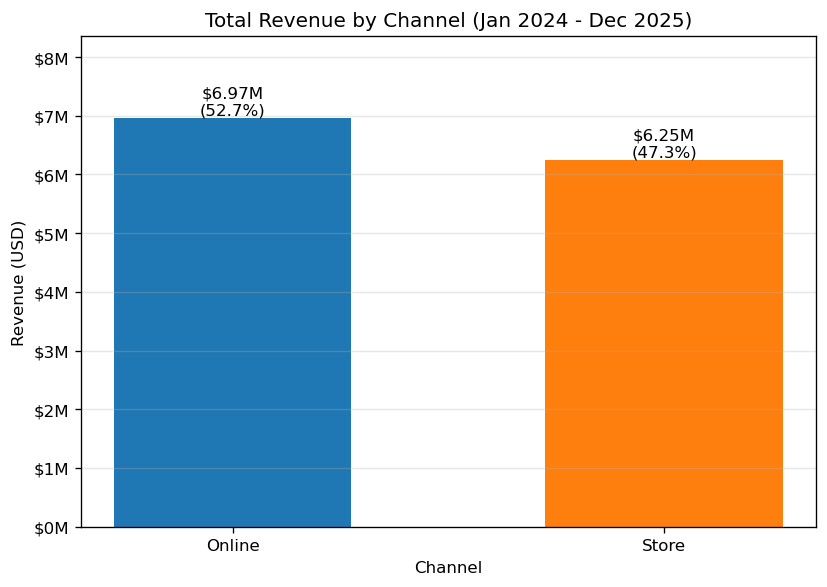 Total Revenue by Channel (Jan 2024 - Dec 2025)
Revenue (USD)
$8M
$7M
$6M
$5M
$4M
$3M
$2M
$1M
$0M
$6.97M
(52.7%)
$6.25M
(47.3%)
Online
Store
Channel